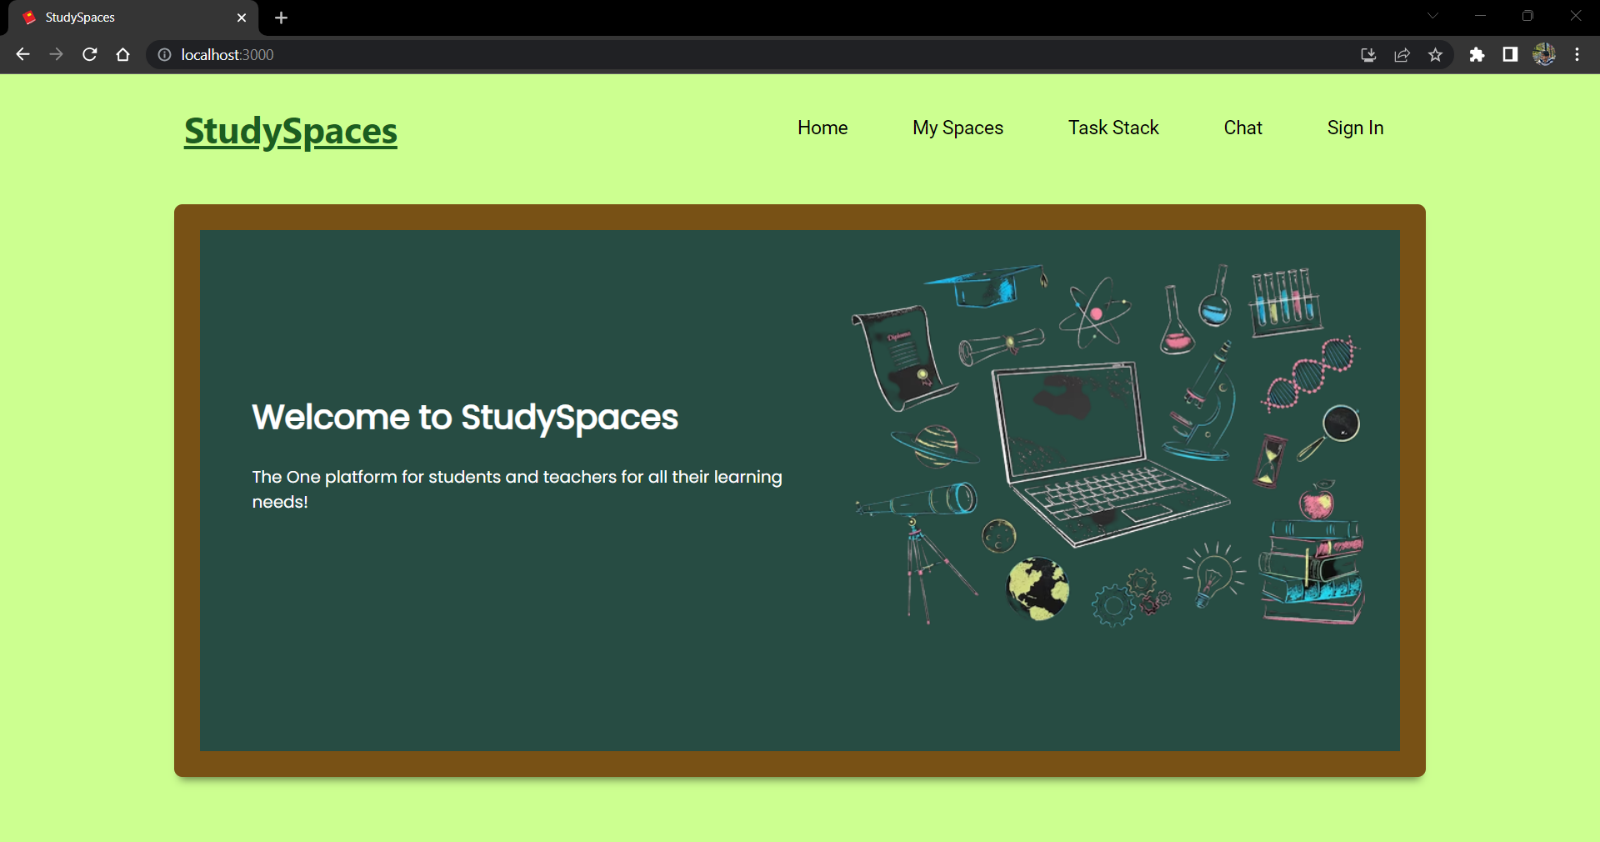 StudySpaces
localhost:3000
StudySpaces
Home My Spaces Task Stack Chat Sign In
Diploma
Welcome to StudySpaces
The One platform for students and teachers for all their learning
needs!